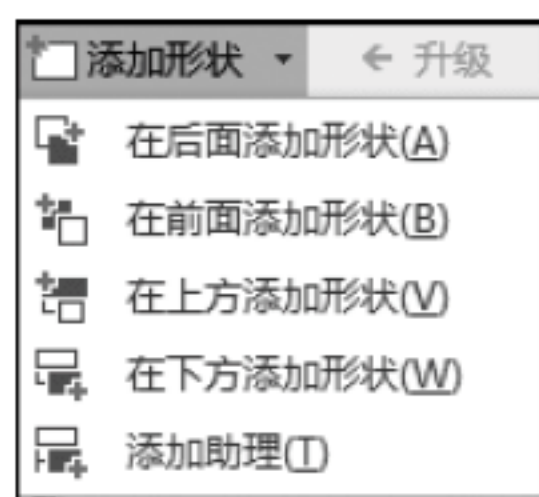 添加形状 升级
在后面添加形状(A)
在前面添加形状(B)
在上方添加形状(V)
在下方添加形状(W)
添加助理(T)